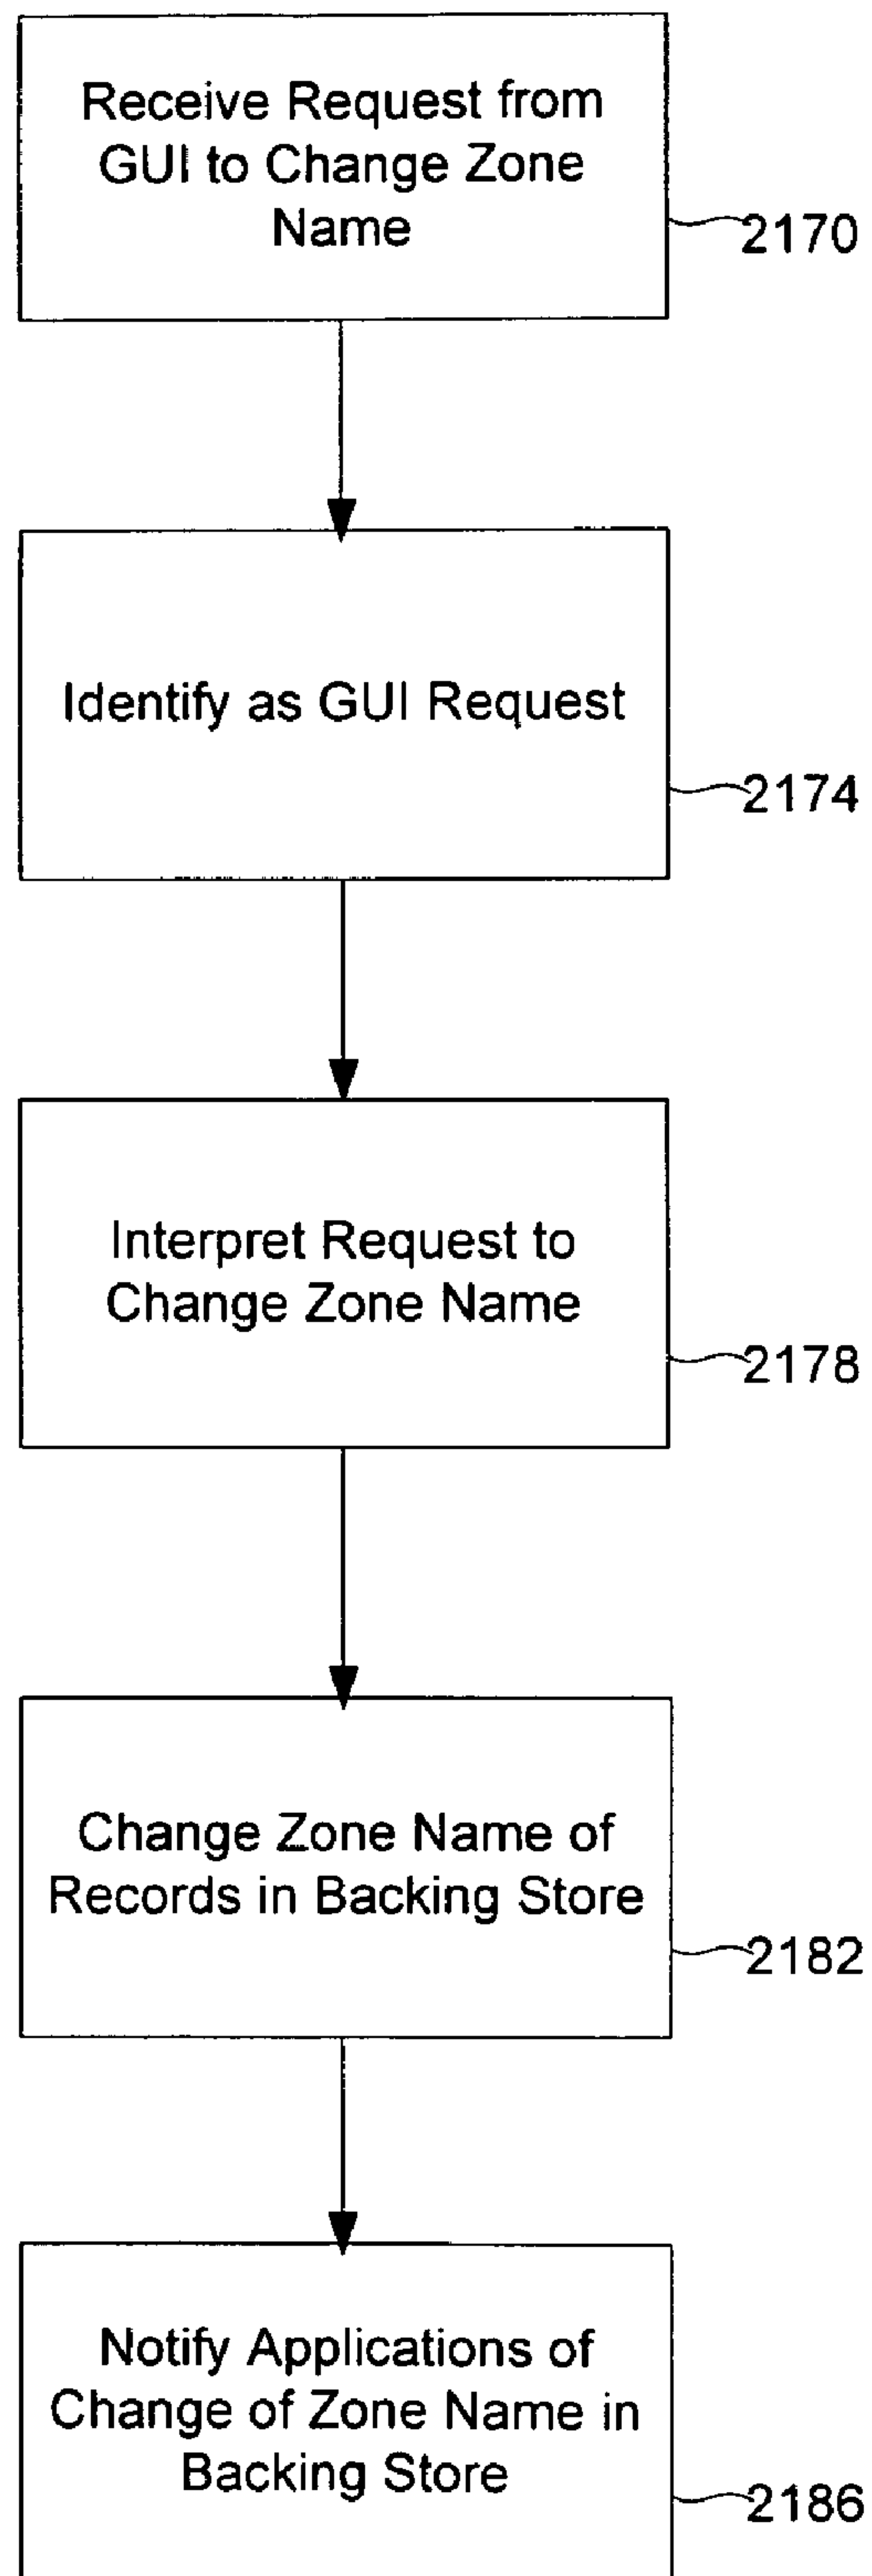 Receive Request from
GUI to Change Zone
Name
2170
Identify as GUI Request
2174
Interpret Request to
Change Zone Name
2178
Change Zone Name of
Records in Backing Store
2182
Notify Applications of
Change of Zone Name in
Backing Store
2186